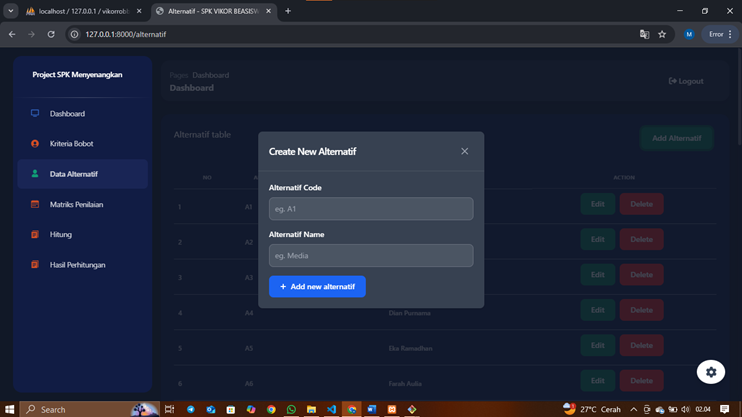 localhost / 127.0.0.1 / vikorrobi
Alternatif - SPK VIKOR BEASISW
127.0.0.1:8000/alternatif
M
Error
Project SPK Menyenangkan
Dashboard
Kriteria Bobot
Data Alternatif
Matriks Penilaian
Hitung
Hasil Perhitungan
Pages Dashboard
Dashboard
Logout
Alternatif table
Add Alternatif
NO
ACTION
1
A1
Edit
Delete
2
A2
Edit
Delete
3
A3
Edit
Delete
4
A4
Dian Purnama
Edit
Delete
5
A5
Eka Ramadhan
Edit
Delete
6
A6
Farah Aulia
Edit
Delete
Create New Alternatif
Alternatif Code
eg. A1
Alternatif Name
eg. Media
+ Add new alternatif
Search
27°C Cerah
02.04